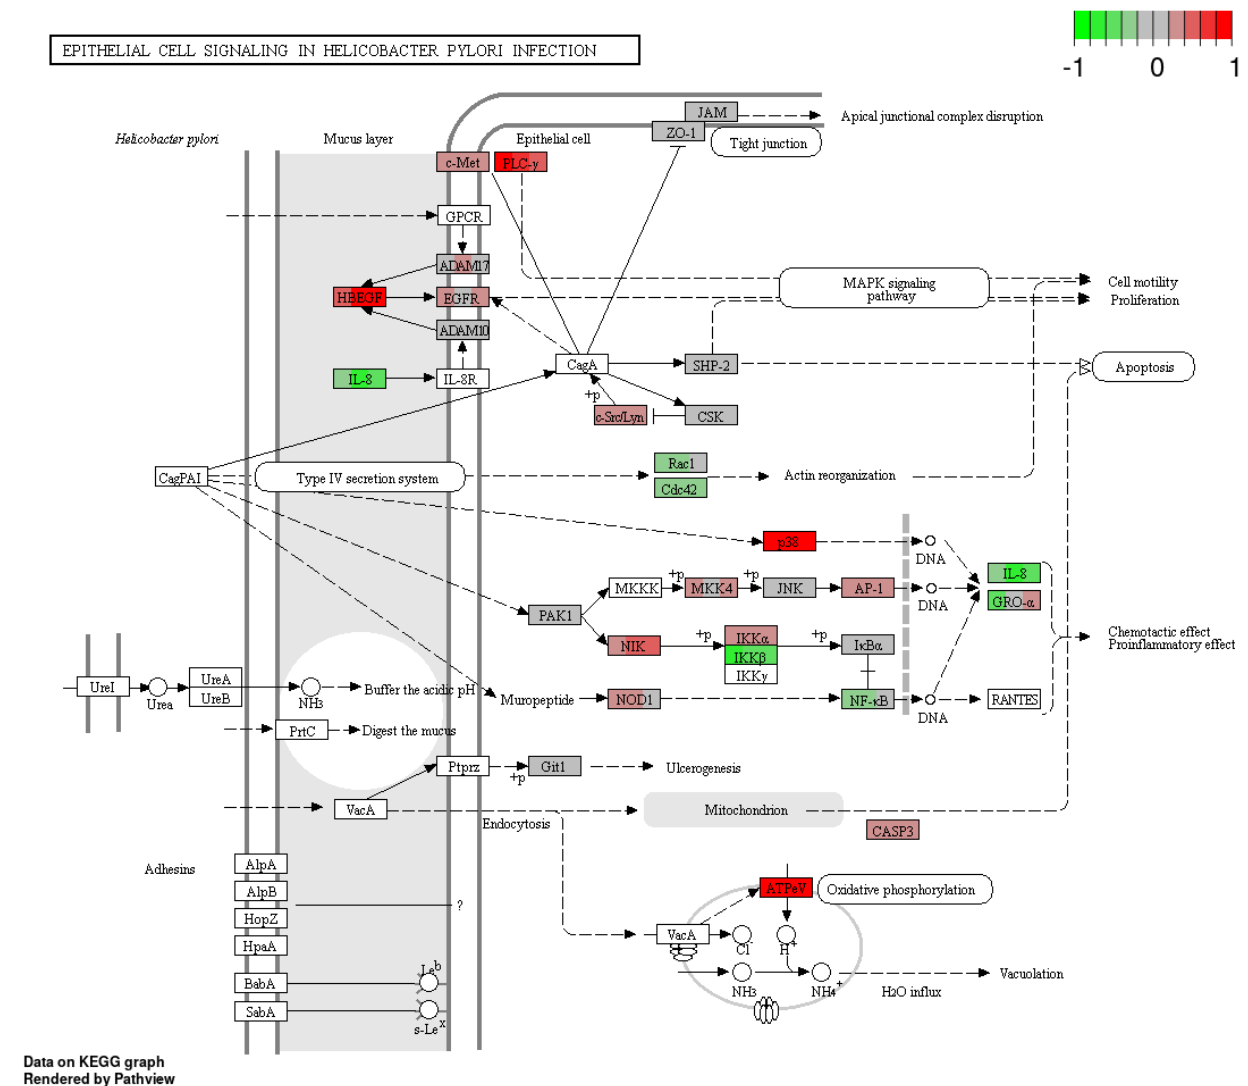 EPITHELIAL CELL SIGNALING IN HELICOBACTER PYLORI INFECTION
-1 0 1
Helicobacter pylori
Mucus layer
Epithelial cell
JAM
Apical junctional complex disruption
ZO-1
Tight junction
c-Met
PLC-γ
GPCR
ADAM17
HBEGF
EGFR
MAPK signaling
pathway
Cell motility
Proliferation
ADAM10
IL-8
IL-8R
CagA
SHP-2
Apoptosis
+p
c-Src/Lyn
CSK
CagPAI
Type IV secretion system
Rac1
Cdc42
Actin reorganization
p38
DNA
IL-8
GRO-α
MKKK
+p
MKK4
+p
JNK
AP-1
DNA
PAK1
NIK
+p
IKKα
IKKβ
IKKγ
+p
IκBα
Chemotactic effect
Proinflammatory effect
UreI
Urea
UreA
UreB
NH3
Buffer the acidic pH
Muropeptide
NOD1
NF-κB
DNA
RANTES
PrtC
Digest the mucus
Ptprz
+p
Git1
Ulcerogenesis
VacA
Endocytosis
Mitochondrion
CASP3
Adhesins
AlpA
AlpB
HopZ
HpaA
BabA
SabA
?
Le b
s-Le x
ATPeV
Oxidative phosphorylation
VacA
Cl-
H+
NH3
NH4+
H2O influx
Vacuolation
Data on KEGG graph
Rendered by Pathview